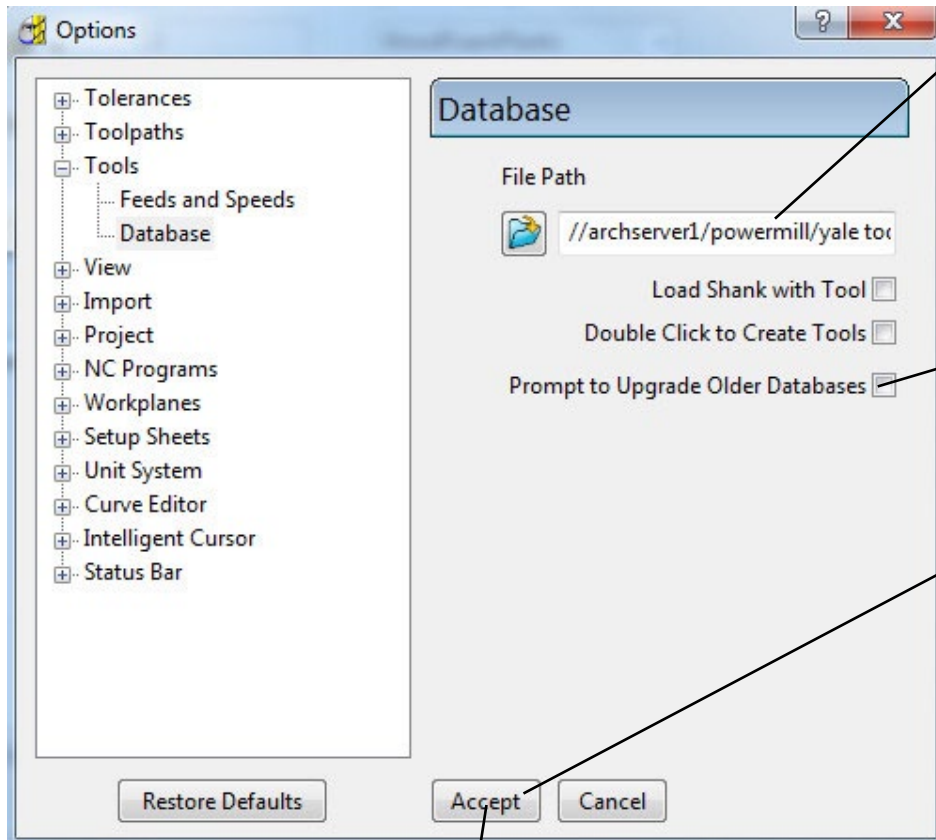 Options
Tolerances
Toolpaths
Tools
Feeds and Speeds
Database
View
Import
Project
NC Programs
Workplanes
Setup Sheets
Unit System
Curve Editor
Intelligent Cursor
Status Bar
Database
File Path
//archserver1/powermill/yale
Load Shank with Tool
Double Click to Create Tools
Prompt to Upgrade Older Databases
Restore Defaults
Accept
Cancel